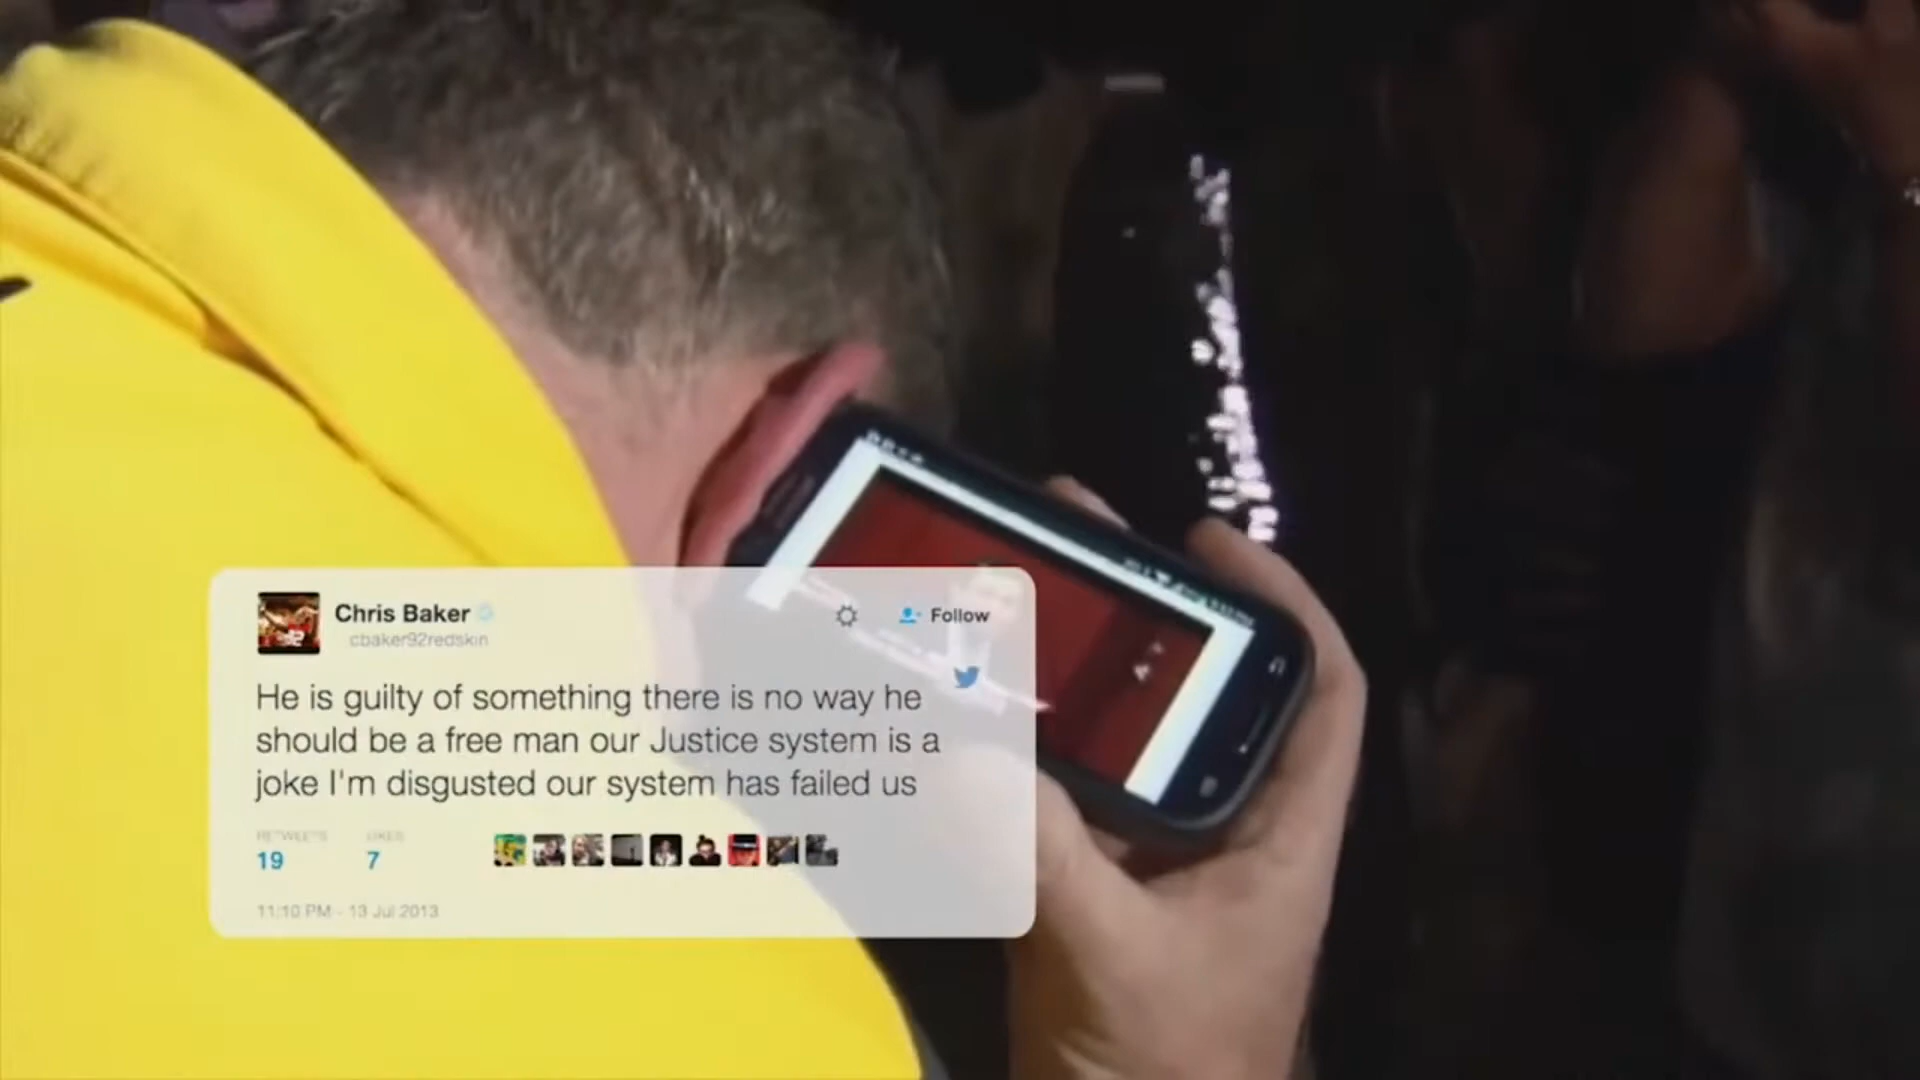 Chris Baker
Follow
cbaker92redskin
He is guilty of something there is no way he
should be a free man our Justice system is a
joke I'm disgusted our system has failed us
RETWEETS LIKES
19 7
11:10 PM - 13 Jul 2013